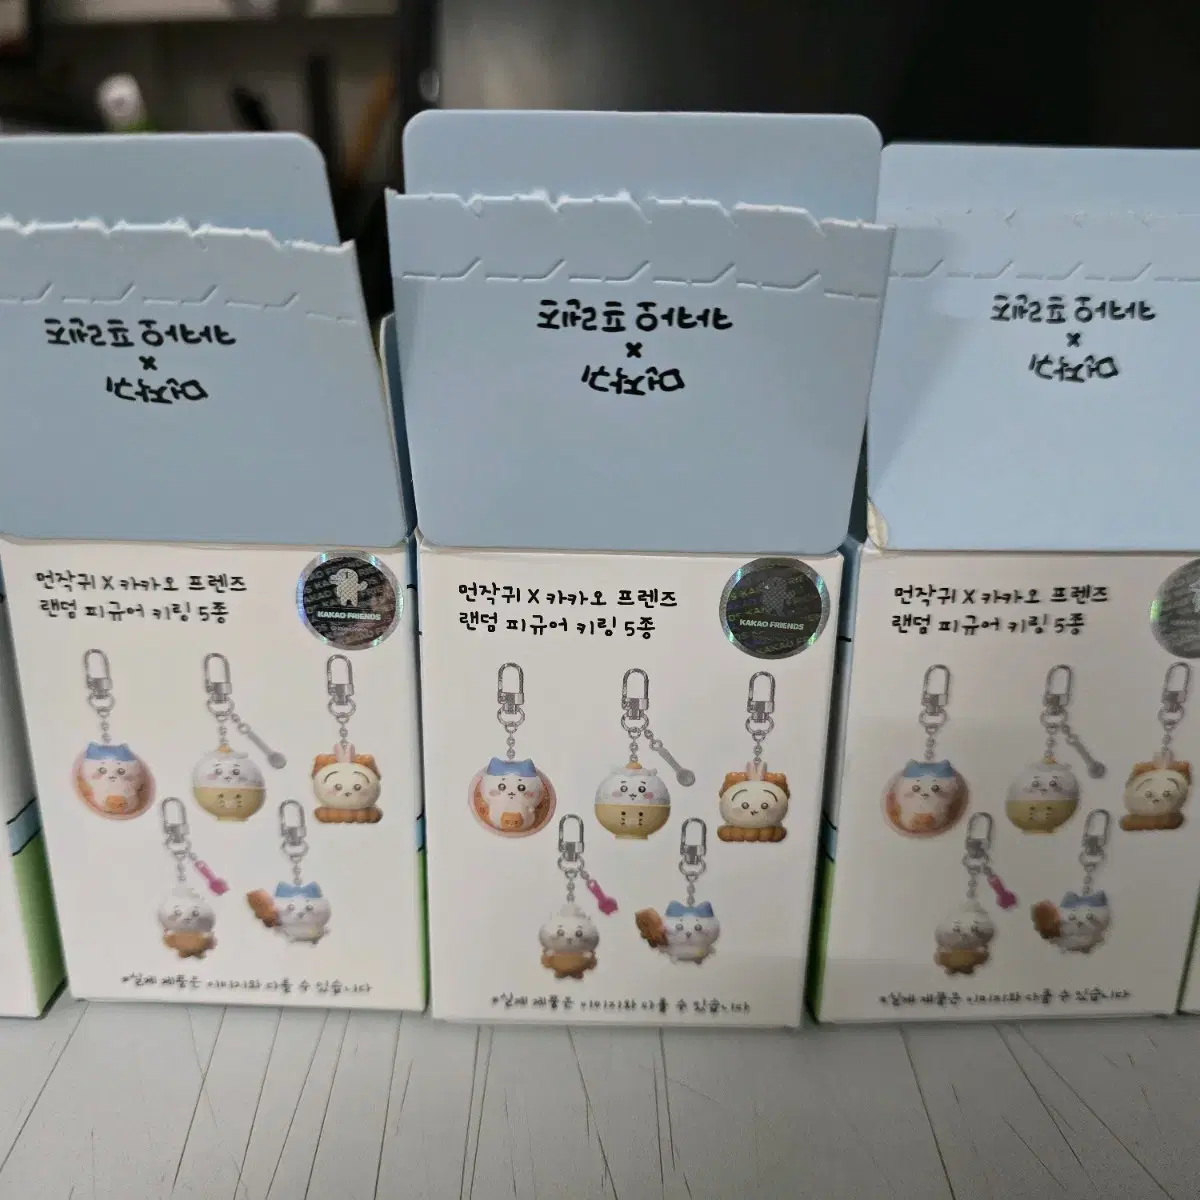 카카오 프렌즈
×
먼작귀
카카오 프렌즈
×
먼작귀
카카오 프렌즈
×
먼작귀
먼작귀 X 카카오 프렌즈
랜덤 피규어 키링 5종
KAKAO FRIENDS
*실제 제품은 이미지와 다를 수 있습니다
먼작귀 X 카카오 프렌즈
랜덤 피규어 키링 5종
KAKAO FRIENDS
*실제 제품은 이미지와 다를 수 있습니다
먼작귀 X 카카오 프렌즈
랜덤 피규어 키링 5종
*실제 제품은 이미지와 다를 수 있습니다